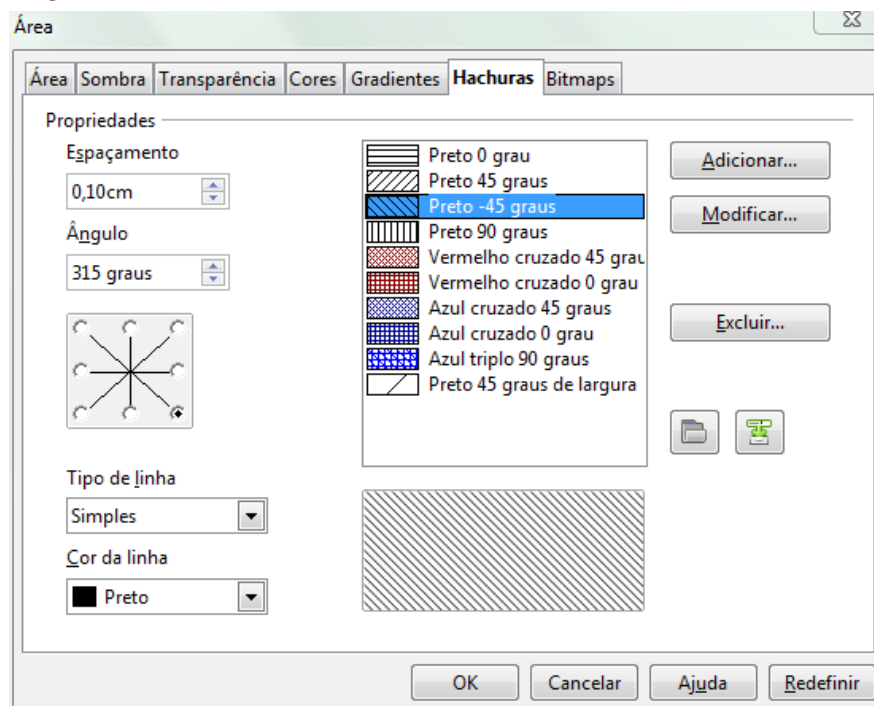 Área
Área Sombra Transparência Cores Gradientes Hachuras Bitmaps
Propriedades
Espaçamento
0,10cm
Ângulo
315 graus
Tipo de linha
Simples
Cor da linha
Preto
Preto 0 grau
Preto 45 graus
Preto -45 graus
Preto 90 graus
Vermelho cruzado 45 grau
Vermelho cruzado 0 grau
Azul cruzado 45 graus
Azul cruzado 0 grau
Azul triplo 90 graus
Preto 45 graus de largura
Adicionar...
Modificar...
Excluir...
OK Cancelar Ajuda Redefinir